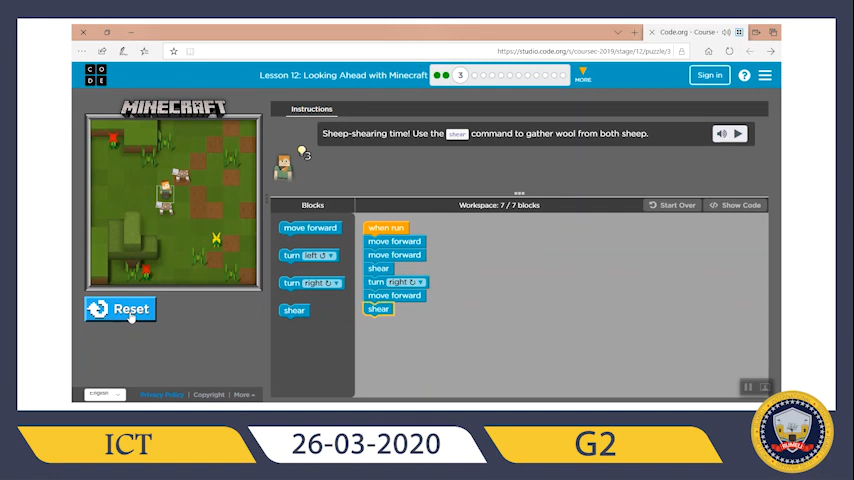 Code.org - Course
https://studio.code.org/s/coursec-2019/stage/12/puzzle/3
C O
D E
Lesson 12: Looking Ahead with Minecraft
3
MORE
Sign in
?
MINECRAFT
Instructions
Sheep-shearing time! Use the shear command to gather wool from both sheep.
3
Blocks
Workspace: 7 / 7 blocks
Start Over
</> Show Code
move forward
turn left
turn right
shear
when run
move forward
move forward
shear
turn right
move forward
shear
Reset
English
Privacy Policy | Copyright | More
ICT
26-03-2020
G2